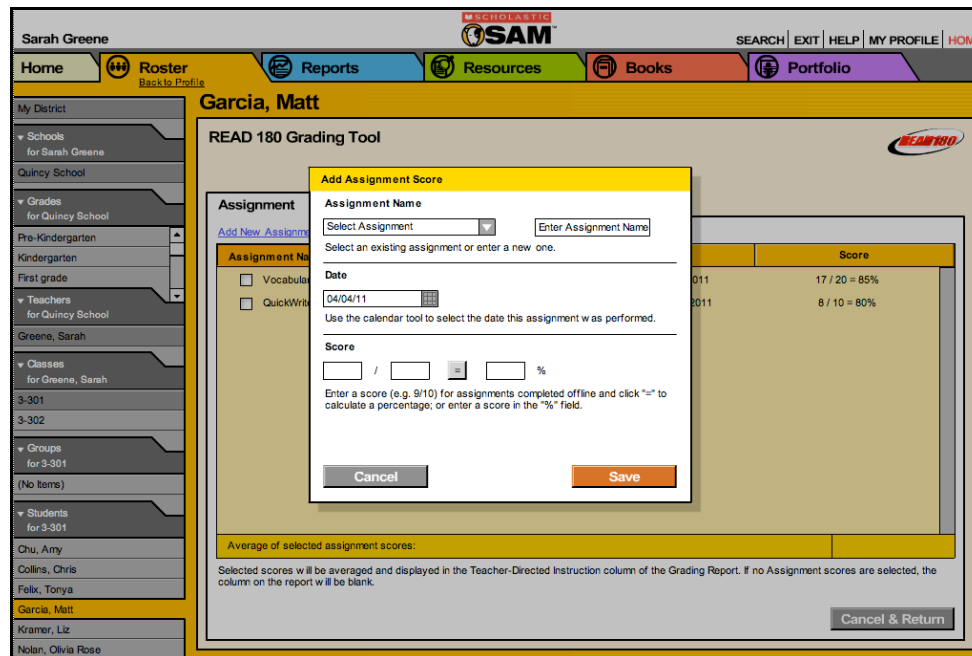 SCHOLASTIC
SAM
Sarah Greene
SEARCH EXIT HELP MY PROFILE HOM
Home
Roster
Back to Profile
Reports
Resources
Books
Portfolio
My District
Schools
for Sarah Greene
Quincy School
Grades
for Quincy School
Pre-Kindergarten
Kindergarten
First grade
Teachers
for Quincy School
Greene, Sarah
Classes
for Greene, Sarah
3-301
3-302
Groups
for 3-301
(No Items)
Students
for 3-301
Chu, Amy
Collins, Chris
Felix, Tonya
Garcia, Matt
Kramer, Liz
Nolan, Olivia Rose
Garcia, Matt
READ 180 Grading Tool
READ 180
Assignment
Add New Assignme
Assignment Na
Score
Vocabular
011
17 / 20 = 85%
QuickWrite
2011
8 / 10 = 80%
Add Assignment Score
Assignment Name
Select Assignment
Enter Assignment Name
Select an existing assignment or enter a new one.
Date
04/04/11
Use the calendar tool to select the date this assignment was performed.
Score
/ = %
Enter a score (e.g. 9/10) for assignments completed offline and click "=" to
calculate a percentage; or enter a score in the "%" field.
Cancel
Save
Average of selected assignment scores:
Selected scores will be averaged and displayed in the Teacher-Directed Instruction column of the Grading Report. If no Assignment scores are selected, the
column on the report will be blank.
Cancel & Return